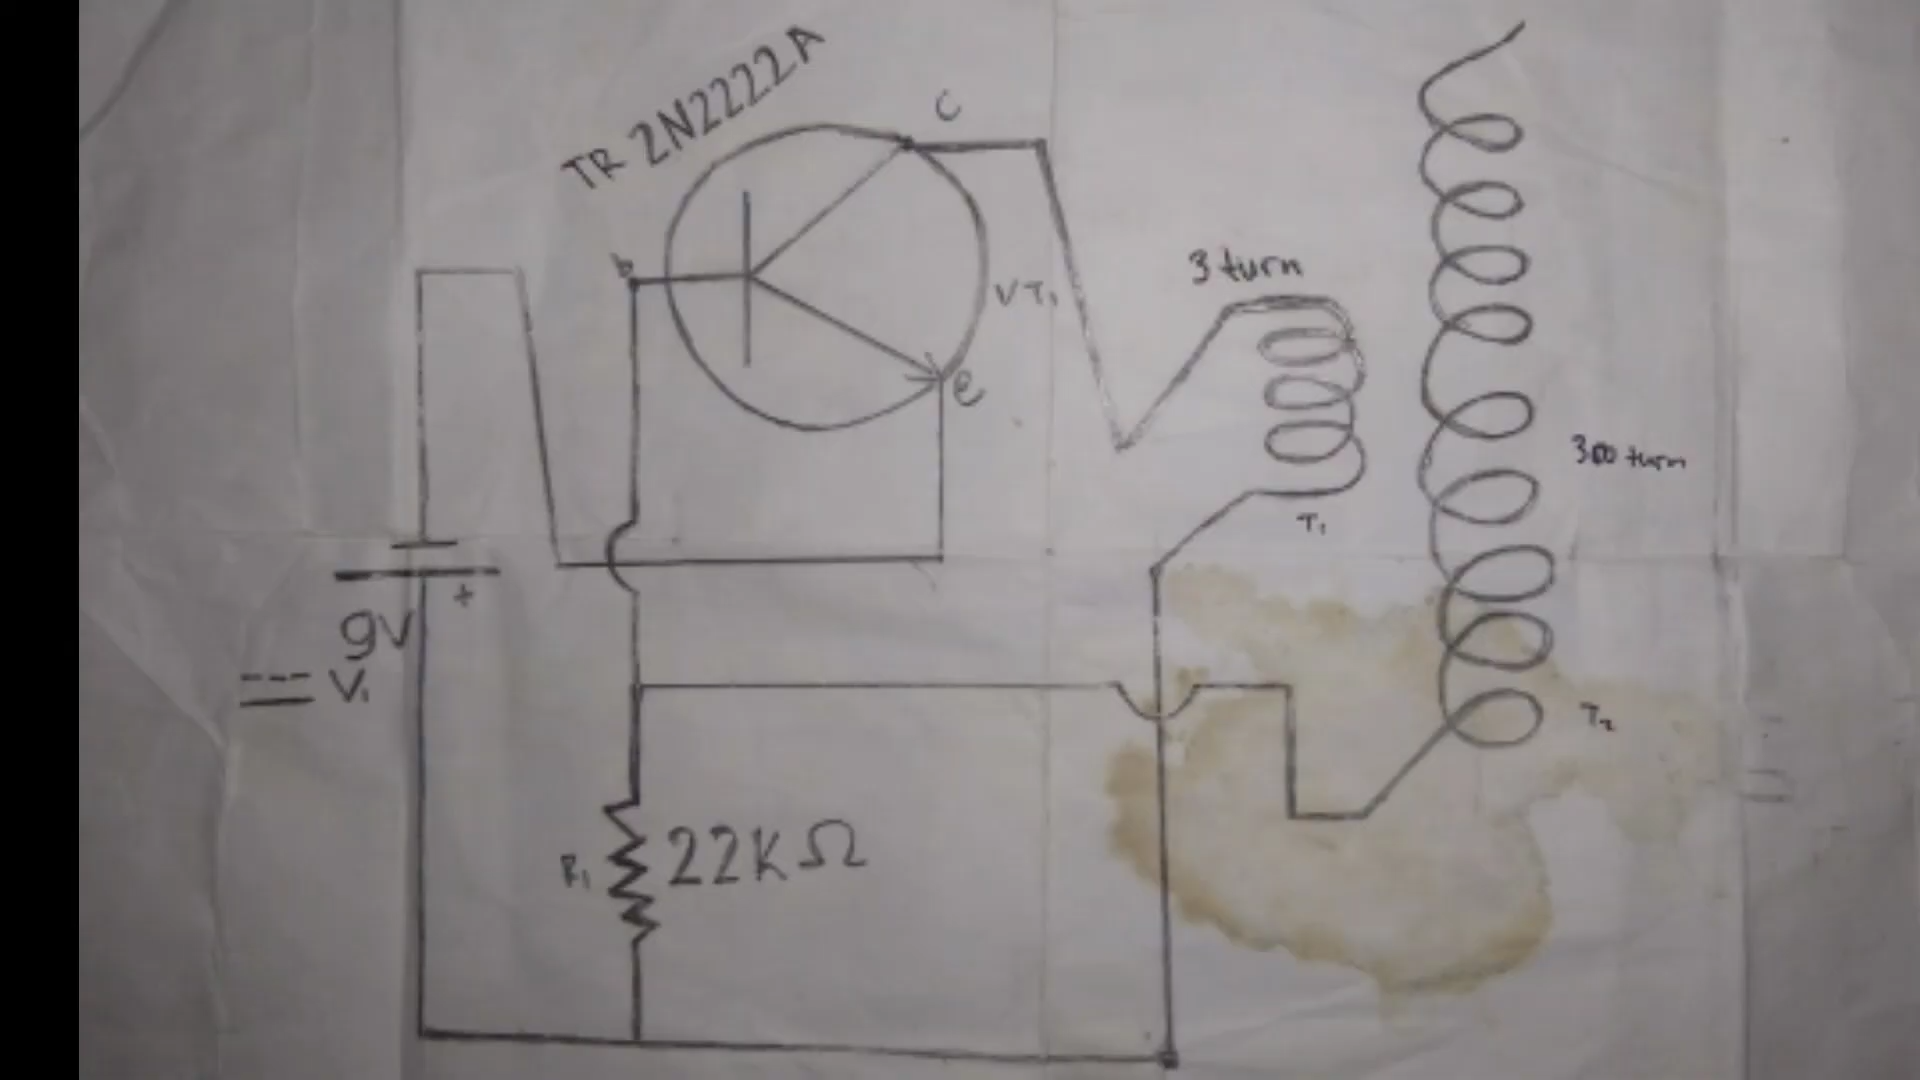 TR 2N2222A
c
b
VT1
e
3 turn
300 turn
T1
+
9V
V1
T2
R1
22KΩ